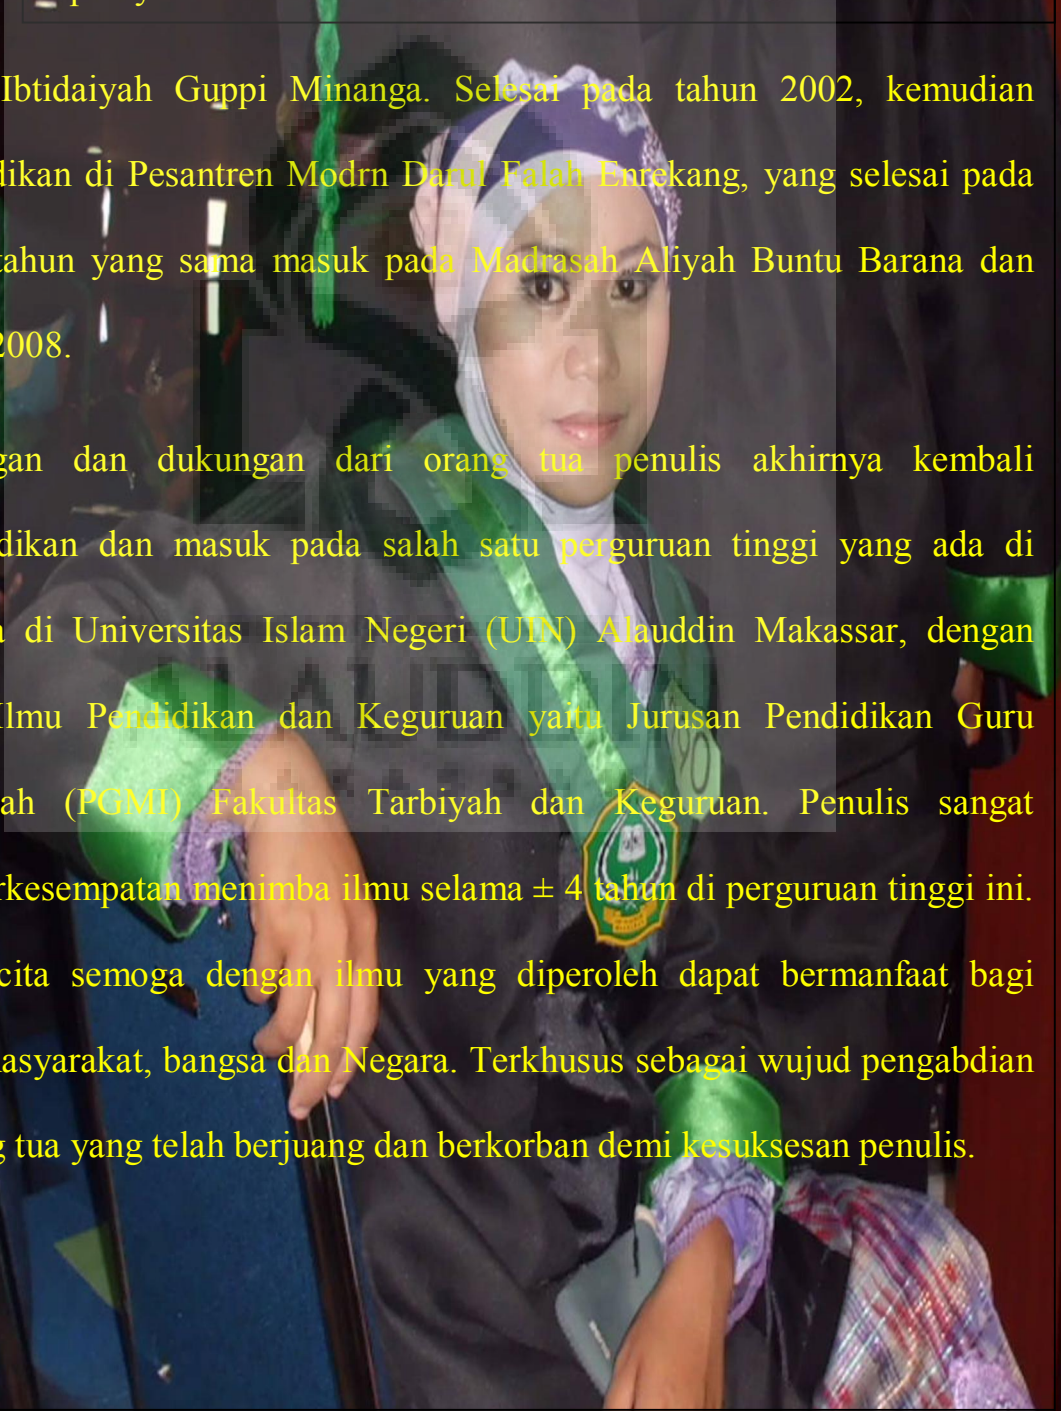 Ibtidaiyah Guppi Minanga. Selesai pada tahun 2002, kemudian
dikan di Pesantren Modrn Darul Falah Enrekang, yang selesai pada
tahun yang sama masuk pada Madrasah Aliyah Buntu Barana dan
2008.
gan dan dukungan dari orang tua penulis akhirnya kembali
dikan dan masuk pada salah satu perguruan tinggi yang ada di
di Universitas Islam Negeri (UIN) Alauddin Makassar, dengan
Ilmu Pendidikan dan Keguruan yaitu Jurusan Pendidikan Guru
ah (PGMI) Fakultas Tarbiyah dan Keguruan. Penulis sangat
rkesempatan menimba ilmu selama ± 4 tahun di perguruan tinggi ini.
cita semoga dengan ilmu yang diperoleh dapat bermanfaat bagi
asyarakat, bangsa dan Negara. Terkhusus sebagai wujud pengabdian
g tua yang telah berjuang dan berkorban demi kesuksesan penulis.
ALAUDDIN